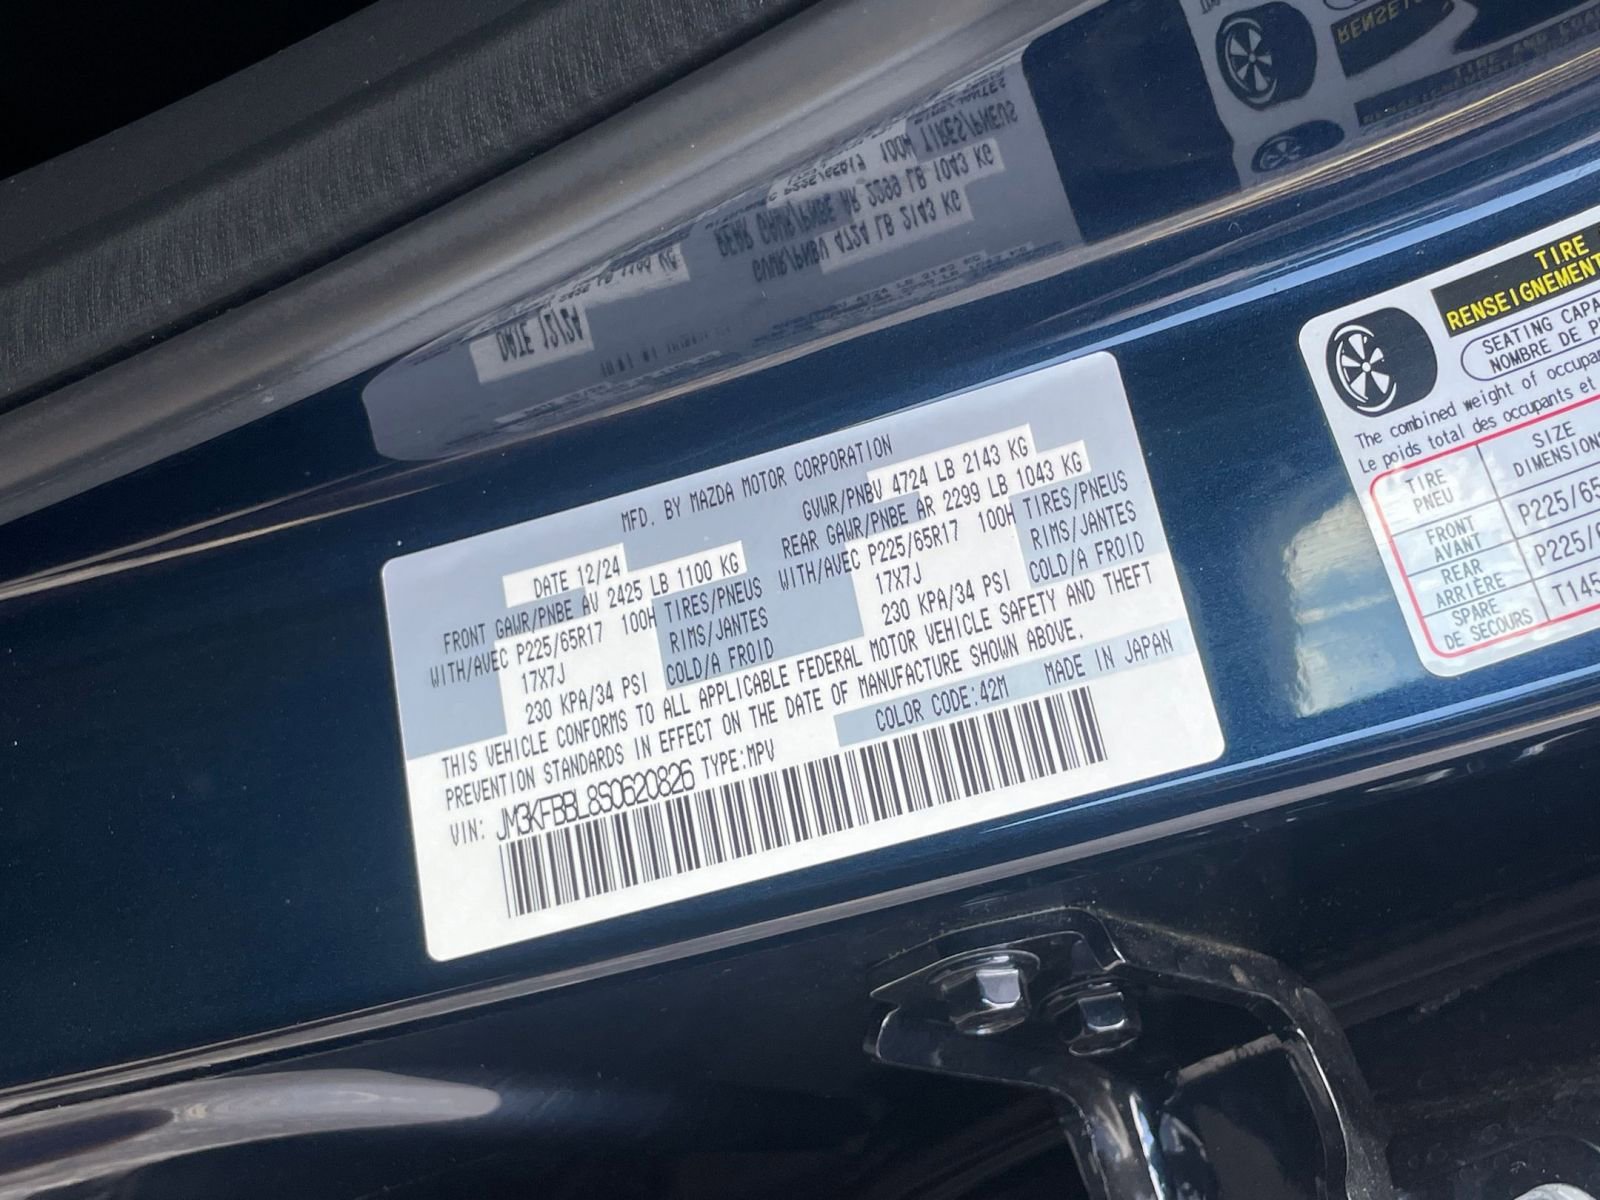 MFD. BY MAZDA MOTOR CORPORATION
DATE 12/24
GVWR/PNBV 4724 LB 2143 KG
FRONT GAWR/PNBE AV 2425 LB 1100 KG
REAR GAWR/PNBE AR 2299 LB 1043 KG
WITH/AVEC P225/65R17 100H TIRES/PNEUS
WITH/AVEC P225/65R17 100H TIRES/PNEUS
17X7J RIMS/JANTES
17X7J RIMS/JANTES
230 KPA/34 PSI COLD/A FROID
230 KPA/34 PSI COLD/A FROID
THIS VEHICLE CONFORMS TO ALL APPLICABLE FEDERAL MOTOR VEHICLE SAFETY AND THEFT
PREVENTION STANDARDS IN EFFECT ON THE DATE OF MANUFACTURE SHOWN ABOVE.
VIN: JM3KFBBL8S0620826 TYPE:MPV
COLOR CODE:42M MADE IN JAPAN
TIRE
RENSEIGNEMENT
SEATING CAPA
NOMBRE DE P
The combined weight of occupa
Le poids total des occupants et
TIRE
PNEU
SIZE
DIMENSIONS
FRONT
AVANT
P225/65
REAR
ARRIÈRE
P225/6
SPARE
DE SECOURS
T145